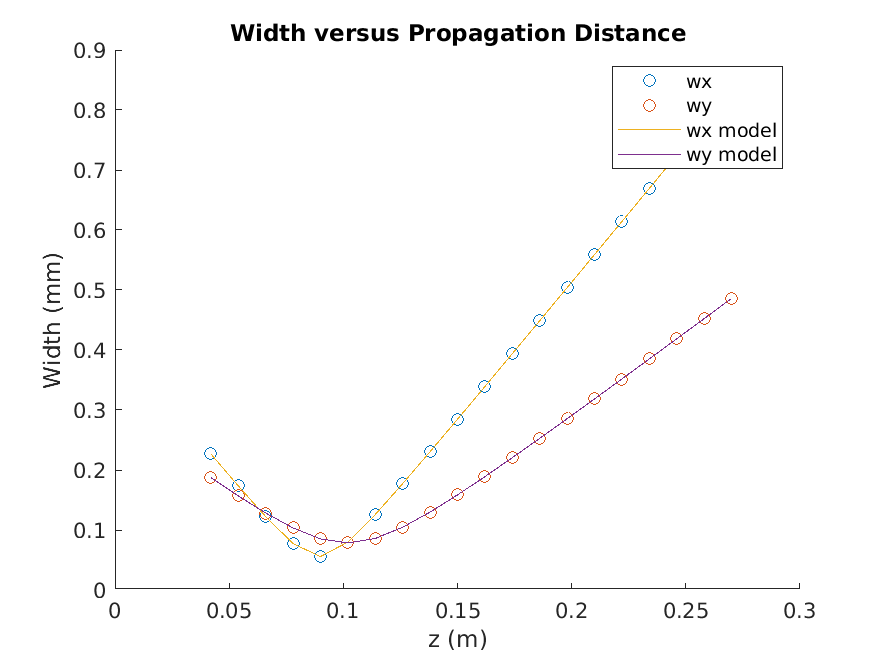 Width versus Propagation Distance
0.9
0.8
0.7
0.6
0.5
0.4
0.3
0.2
0.1
0
Width (mm)
wx
wy
wx model
wy model
0 0.05 0.1 0.15 0.2 0.25 0.3
z (m)